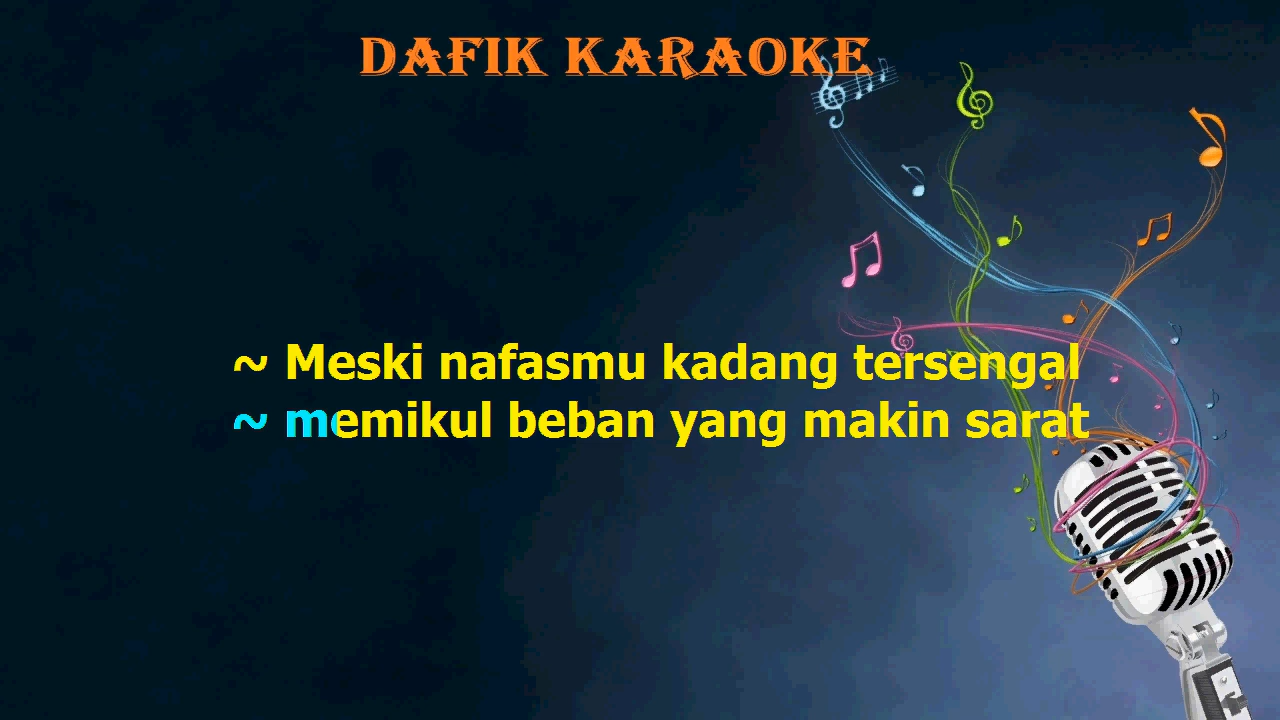 DAFIK KARAOKE
~ Meski nafasmu kadang tersengal
~ memikul beban yang makin sarat